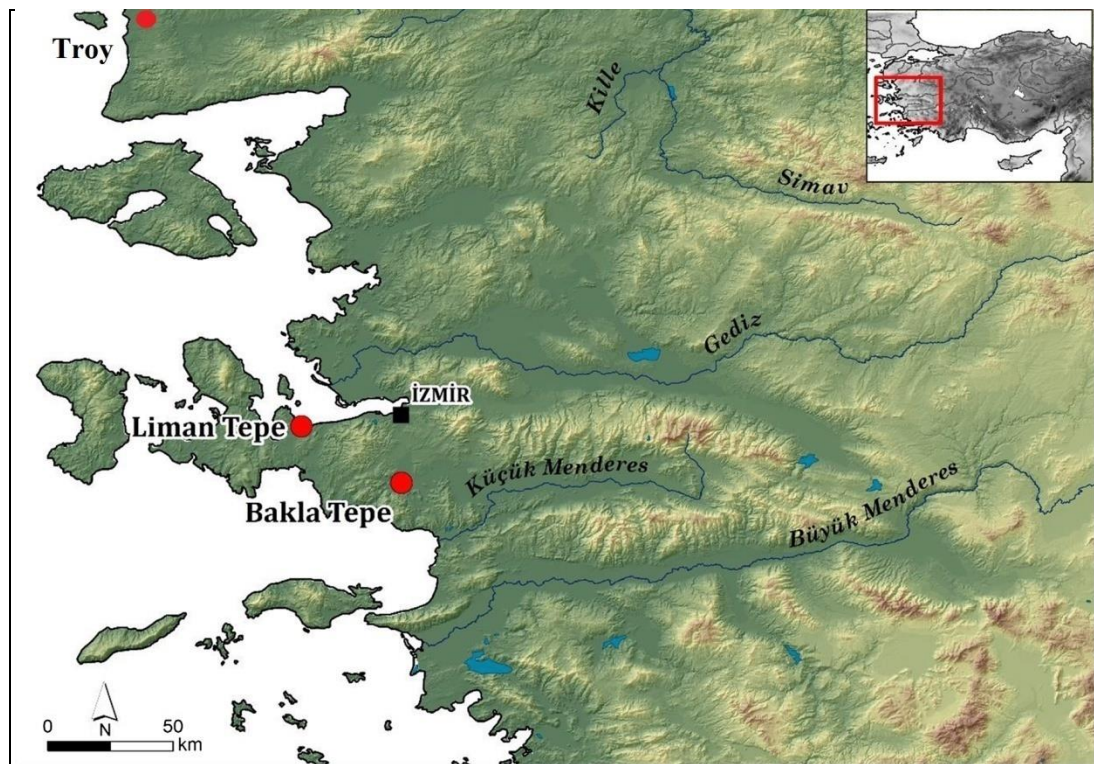 Troy
Kille
Simav
Gediz
İZMİR
Liman Tepe
Küçük Menderes
Bakla Tepe
Büyük Menderes
N
0 50
km